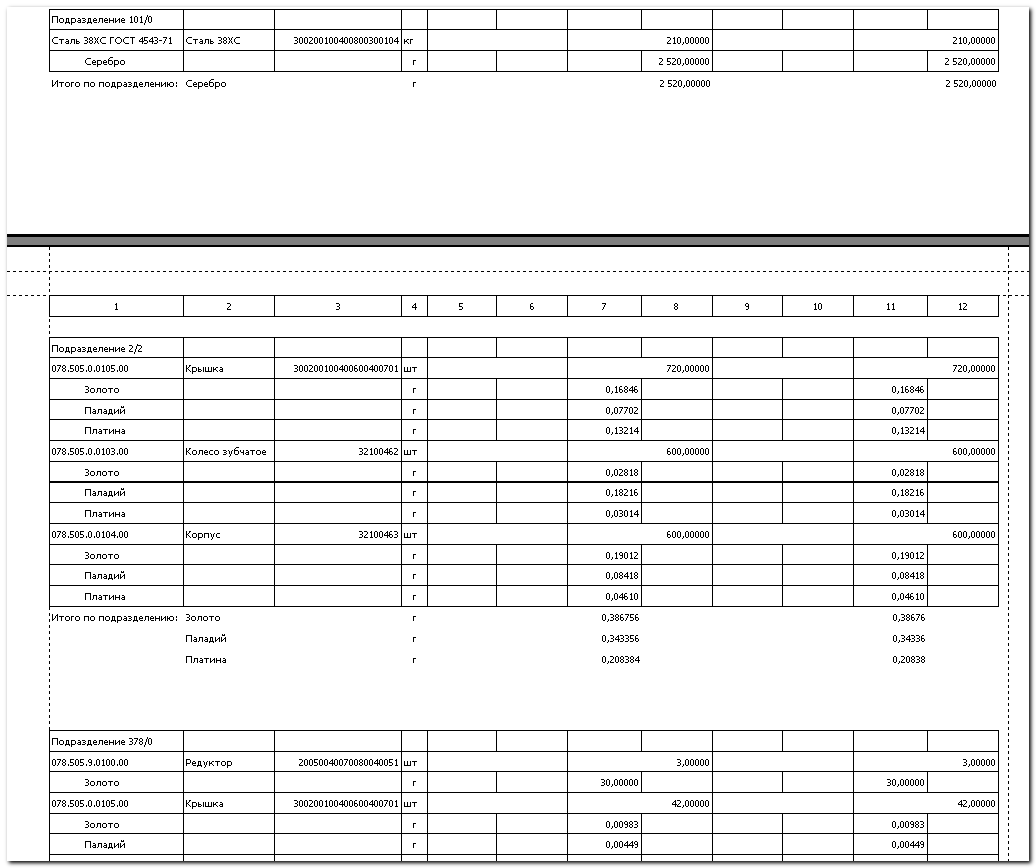 Подразделение 101/0
Сталь 38ХС ГОСТ 4543-71 Сталь 38ХС 300200100400800300104 кг 210,00000 210,00000
Серебро г 2 520,00000 2 520,00000
Итого по подразделению: Серебро г 2 520,00000 2 520,00000
1 2 3 4 5 6 7 8 9 10 11 12
Подразделение 2/2
078.505.0.0105.00 Крышка 300200100400600400701 шт 720,00000 720,00000
Золото г 0,16846 0,16846
Паладий г 0,07702 0,07702
Платина г 0,13214 0,13214
078.505.0.0103.00 Колесо зубчатое 32100462 шт 600,00000 600,00000
Золото г 0,02818 0,02818
Паладий г 0,18216 0,18216
Платина г 0,03014 0,03014
078.505.0.0104.00 Корпус 32100463 шт 600,00000 600,00000
Золото г 0,19012 0,19012
Паладий г 0,08418 0,08418
Платина г 0,04610 0,04610
Итого по подразделению: Золото г 0,386756 0,38676
Паладий г 0,343356 0,34336
Платина г 0,208384 0,20838
Подразделение 378/0
078.505.9.0100.00 Редуктор 20050040070080040051 шт 3,00000 3,00000
Золото г 30,00000 30,00000
078.505.0.0105.00 Крышка 300200100400600400701 шт 42,00000 42,00000
Золото г 0,00983 0,00983
Паладий г 0,00449 0,00449